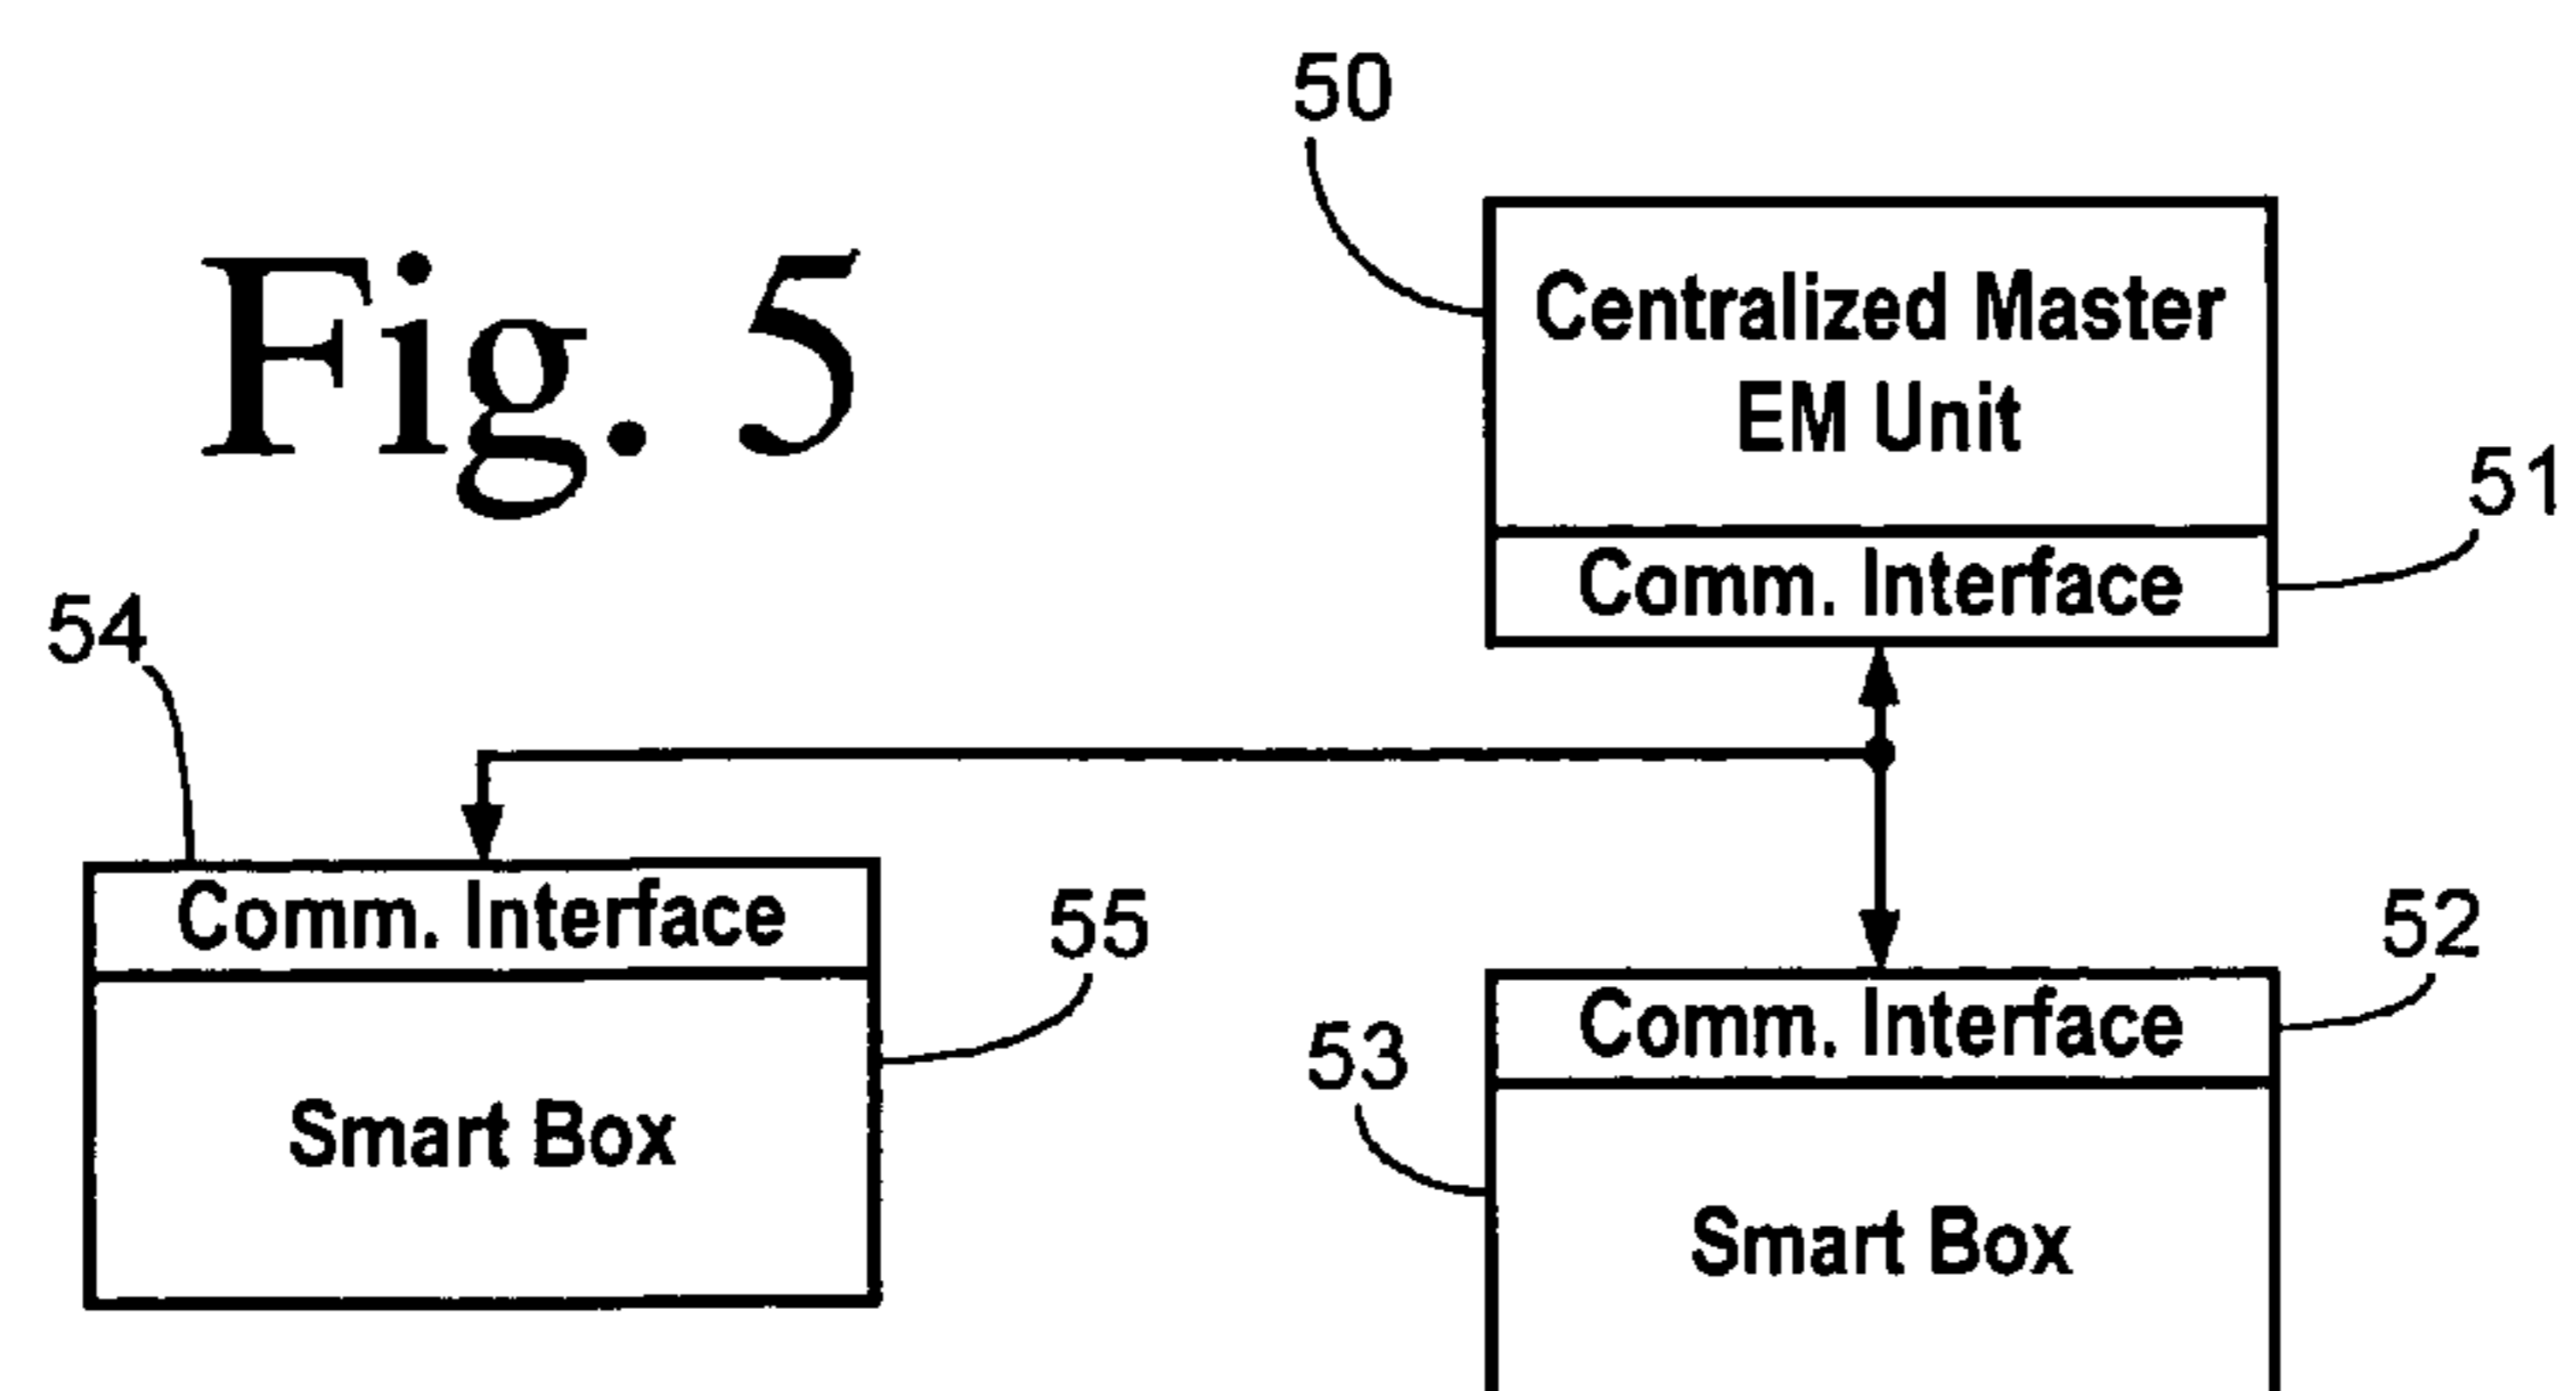 50
Fig. 5
Centralized Master
EM Unit
51
Comm. Interface
54
Comm. Interface
55
Smart Box
52
Comm. Interface
53
Smart Box